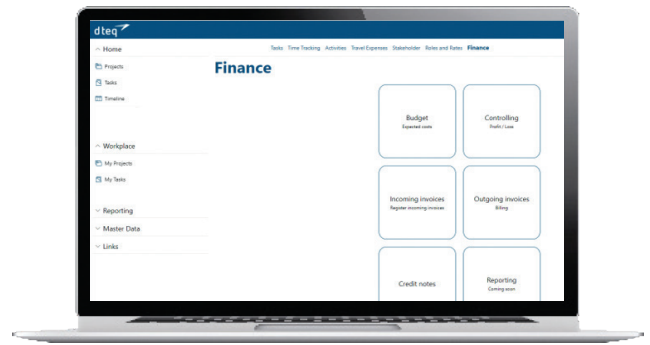 dteq
Home
Projects
Tasks
Timeline
Workplace
My Projects
My Tasks
Reporting
Master Data
Links
Tasks Time Tracking Activities Travel Expenses Stakeholder Roles and Rates Finance
Finance
Budget
Expected costs
Controlling
Profit / Loss
Incoming invoices
Register incoming invoices
Outgoing invoices
Billing
Credit notes
Reporting
Coming soon